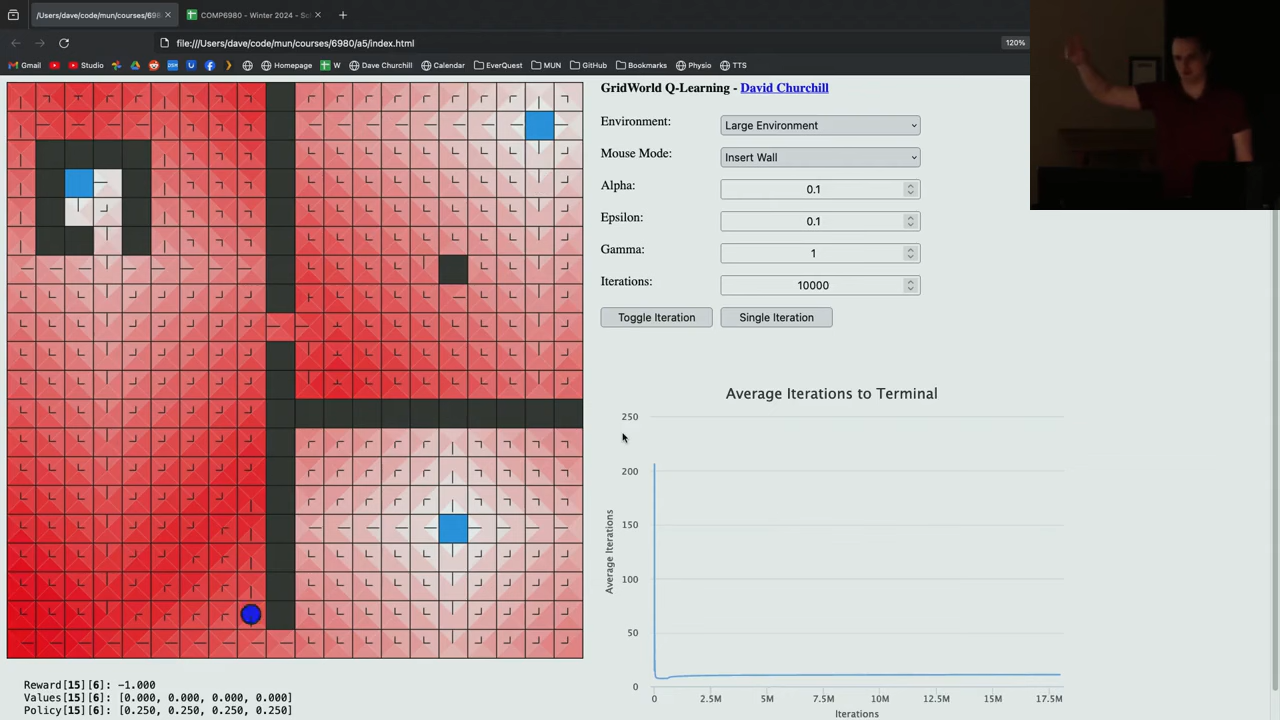 /Users/dave/code/mun/courses/698
COMP6980 - Winter 2024 - Sch
file:///Users/dave/code/mun/courses/6980/a5/index.html
120%
Gmail
Studio
Homepage
W
Dave Churchill
Calendar
EverQuest
MUN
GitHub
Bookmarks
Physio
TTS
GridWorld Q-Learning - David Churchill
Environment:
Large Environment
Mouse Mode:
Insert Wall
Alpha:
0.1
Epsilon:
0.1
Gamma:
1
Iterations:
10000
Toggle Iteration
Single Iteration
Average Iterations to Terminal
250
200
150
100
50
0
Average Iterations
0
2.5M
5M
7.5M
10M
12.5M
15M
17.5M
Iterations
Reward[15][6]: -1.000
Values[15][6]: [0.000, 0.000, 0.000, 0.000]
Policy[15][6]: [0.250, 0.250, 0.250, 0.250]